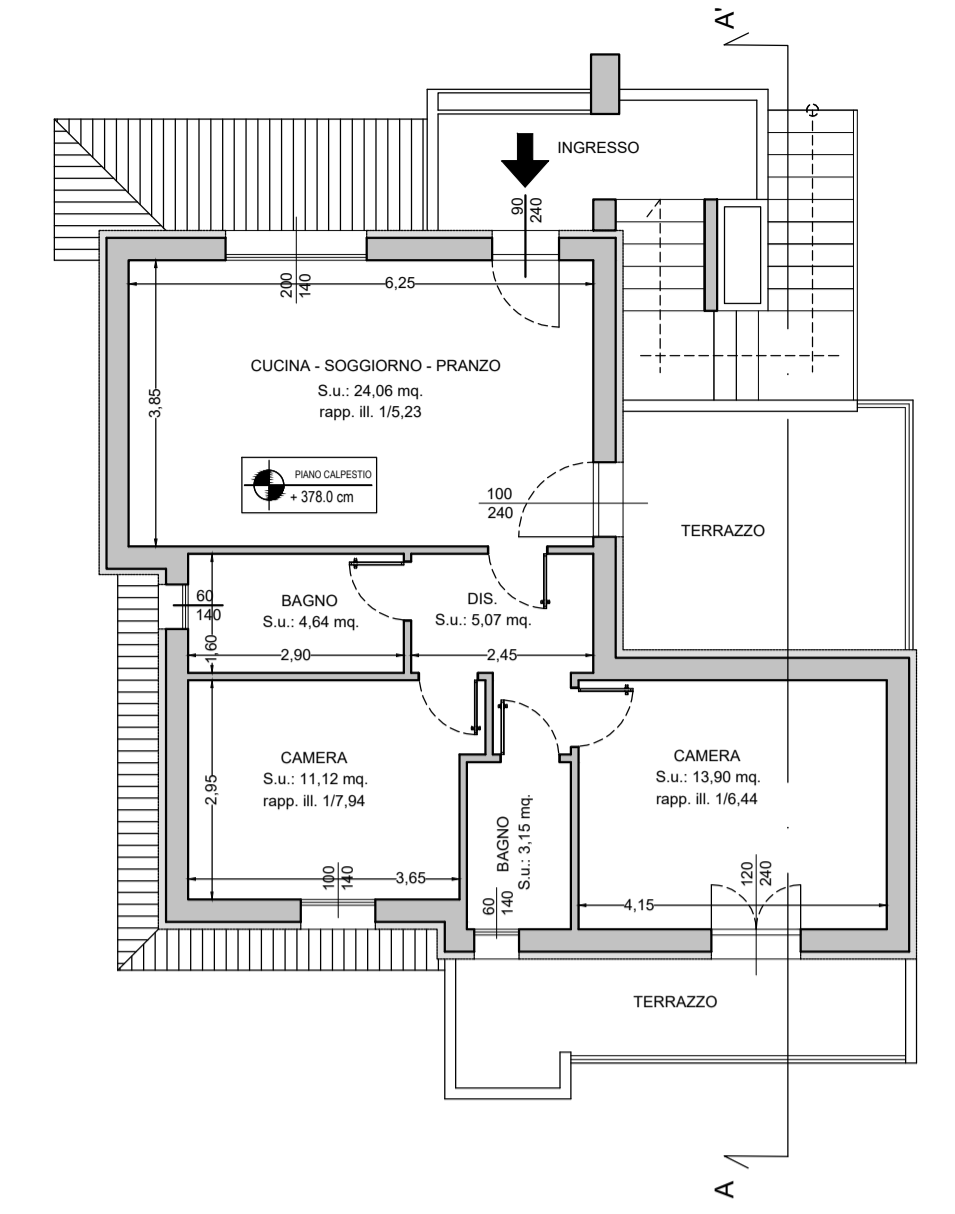 A'
INGRESSO
90
240
200
140
6,25
CUCINA - SOGGIORNO - PRANZO
S.u.: 24,06 mq.
rapp. ill. 1/5,23
3,85
PIANO CALPESTIO
+ 378.0 cm
100
240
TERRAZZO
60
140
BAGNO
S.u.: 4,64 mq.
DIS.
S.u.: 5,07 mq.
1,60
2,90
2,45
CAMERA
S.u.: 11,12 mq.
rapp. ill. 1/7,94
2,95
CAMERA
S.u.: 13,90 mq.
rapp. ill. 1/6,44
BAGNO
S.u.: 3,15 mq.
100
140
3,65
60
140
120
240
4,15
TERRAZZO
A